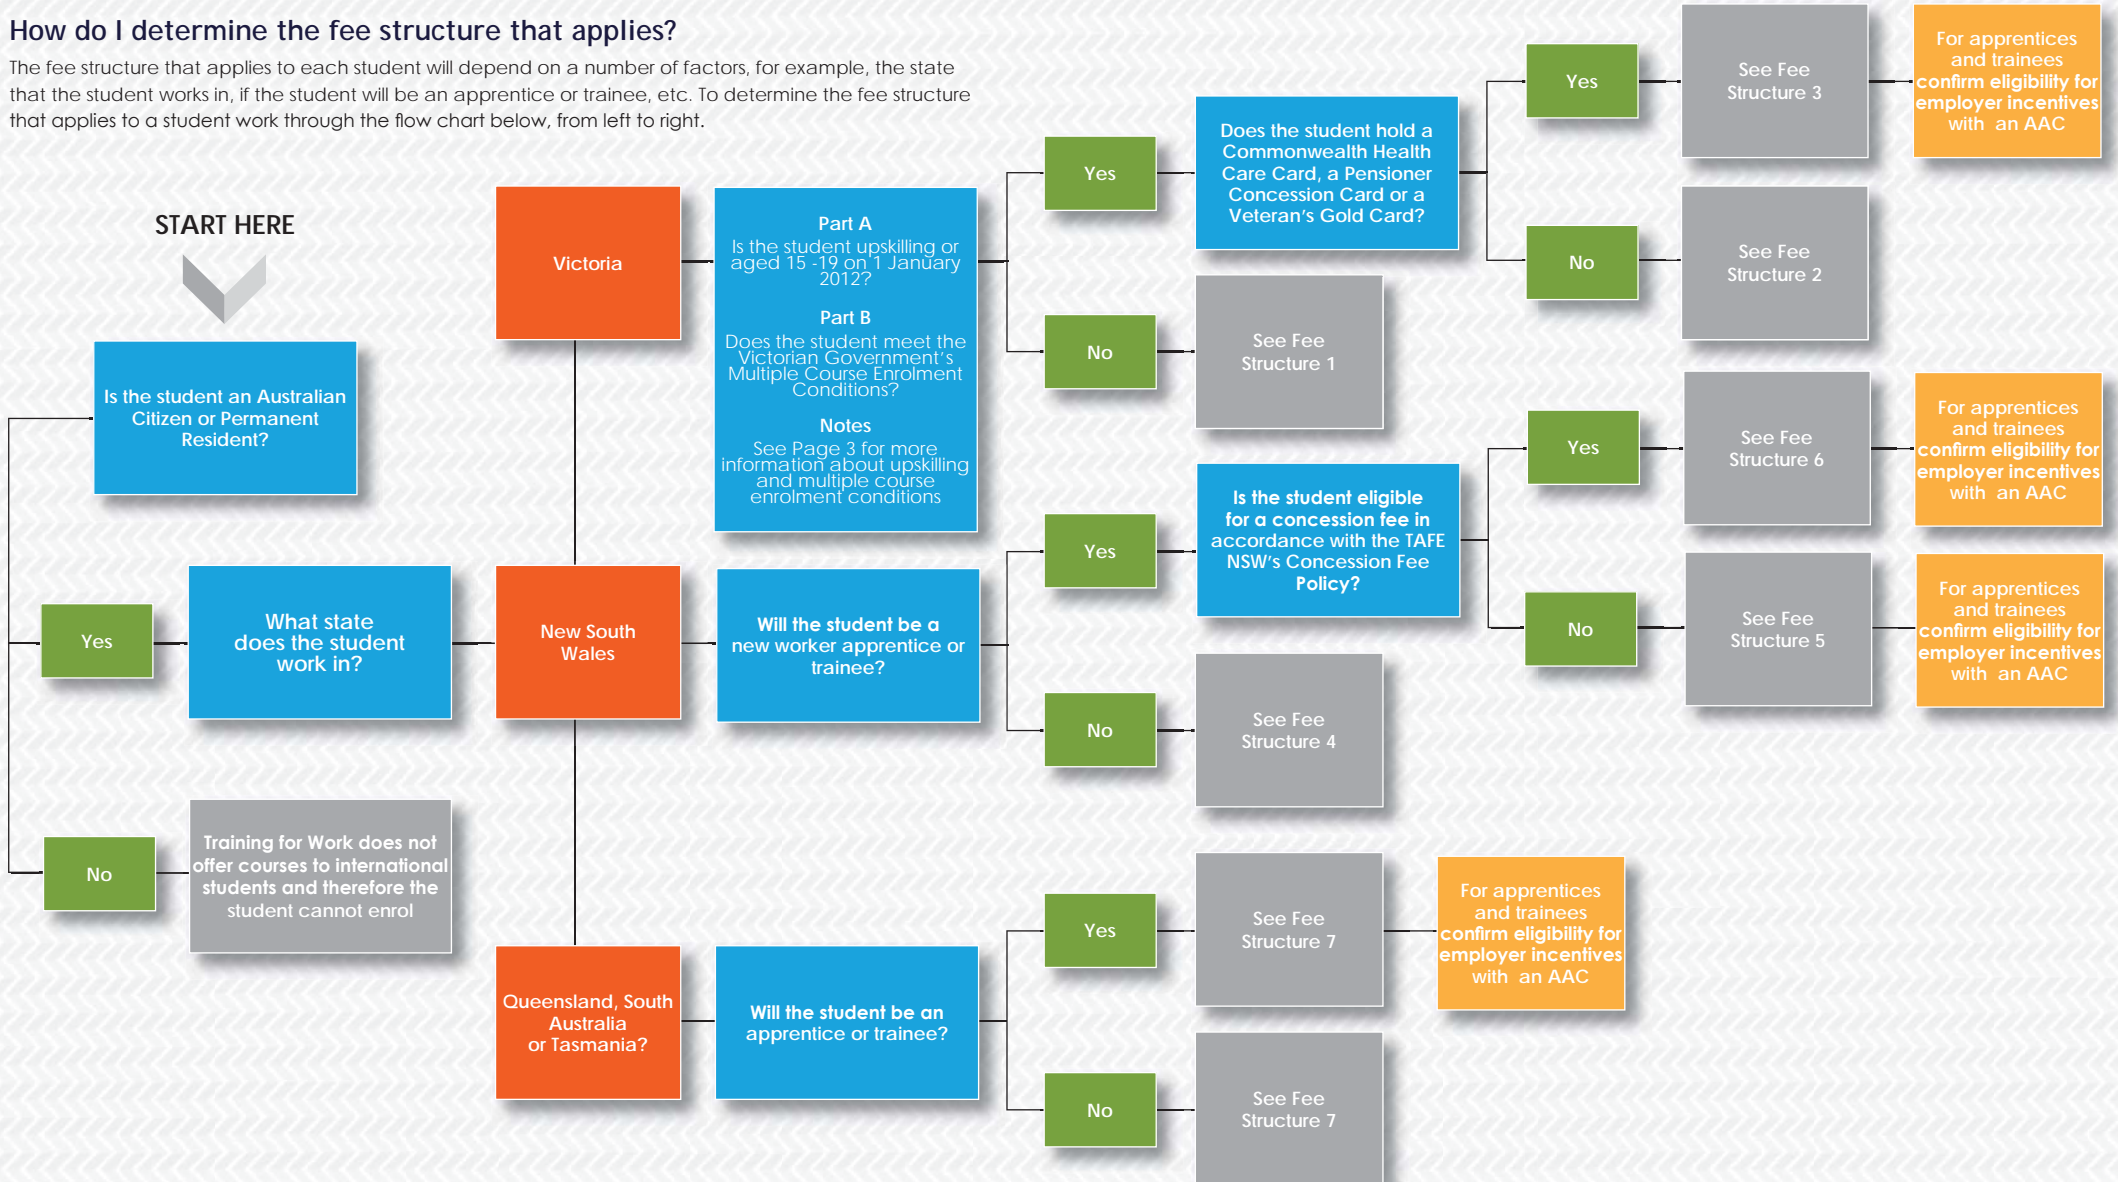 How do I determine the fee structure that applies?
The fee structure that applies to each student will depend on a number of factors, for example, the state
that the student works in, if the student will be an apprentice or trainee, etc. To determine the fee structure
that applies to a student work through the flow chart below, from left to right.
START HERE
Is the student an Australian
Citizen or Permanent
Resident?
Yes
What state
does the student
work in?
No
Training for Work does not
offer courses to international
students and therefore the
student cannot enrol
Victoria
Part A
Is the student upskilling or
aged 15 -19 on 1 January
2012?
Part B
Does the student meet the
Victorian Government's
Multiple Course Enrolment
Conditions?
Notes
See Page 3 for more
information about upskilling
and multiple course
enrolment conditions
Yes
Does the student hold a
Commonwealth Health
Care Card, a Pensioner
Concession Card or a
Veteran's Gold Card?
Yes
See Fee
Structure 3
For apprentices
and trainees
confirm eligibility for
employer incentives
with an AAC
No
See Fee
Structure 2
No
See Fee
Structure 1
New South
Wales
Will the student be a
new worker apprentice or
trainee?
Yes
Is the student eligible
for a concession fee in
accordance with the TAFE
NSW's Concession Fee
Policy?
Yes
See Fee
Structure 6
For apprentices
and trainees
confirm eligibility for
employer incentives
with an AAC
No
See Fee
Structure 5
For apprentices
and trainees
confirm eligibility for
employer incentives
with an AAC
No
See Fee
Structure 4
Queensland, South
Australia
or Tasmania?
Will the student be an
apprentice or trainee?
Yes
See Fee
Structure 7
For apprentices
and trainees
confirm eligibility for
employer incentives
with an AAC
No
See Fee
Structure 7